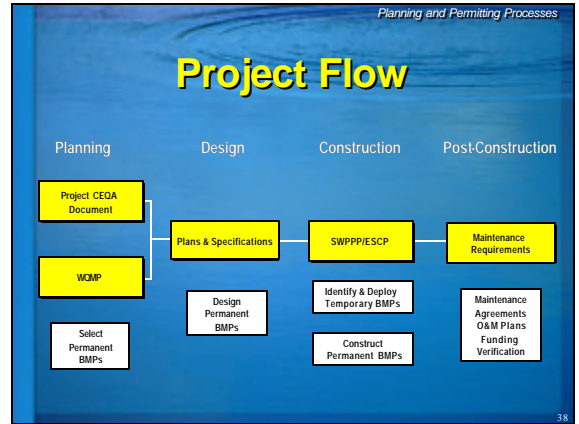 Planning and Permitting Processes
Project Flow
Planning
Design
Construction
Post-Construction
Project CEQA
Document
WQMP
Plans & Specifications
SWPPP/ESCP
Maintenance
Requirements
Select
Permanent
BMPs
Design
Permanent
BMPs
Identify & Deploy
Temporary BMPs
Construct
Permanent BMPs
Maintenance
Agreements
O&M Plans
Funding
Verification
38